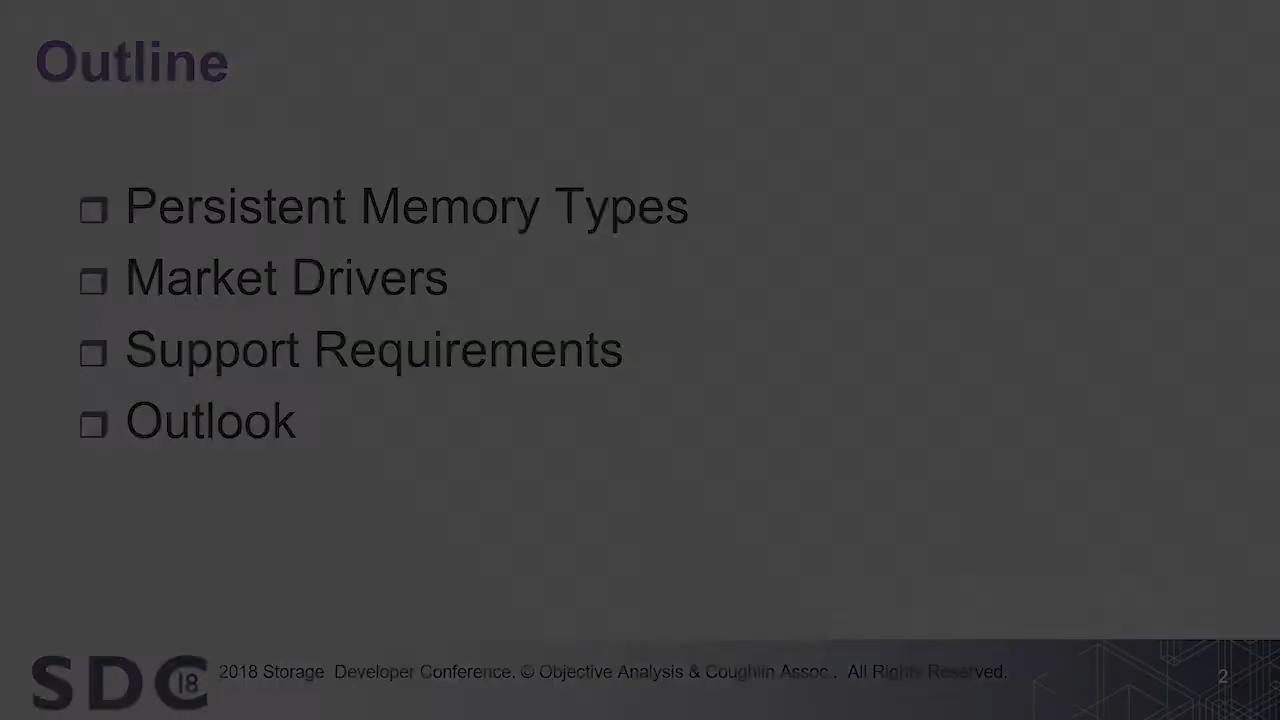 Outline
Persistent Memory Types
Market Drivers
Support Requirements
Outlook
SDC 18
2018 Storage Developer Conference. © Objective Analysis & Coughlin Assoc.. All Rights Reserved.
2